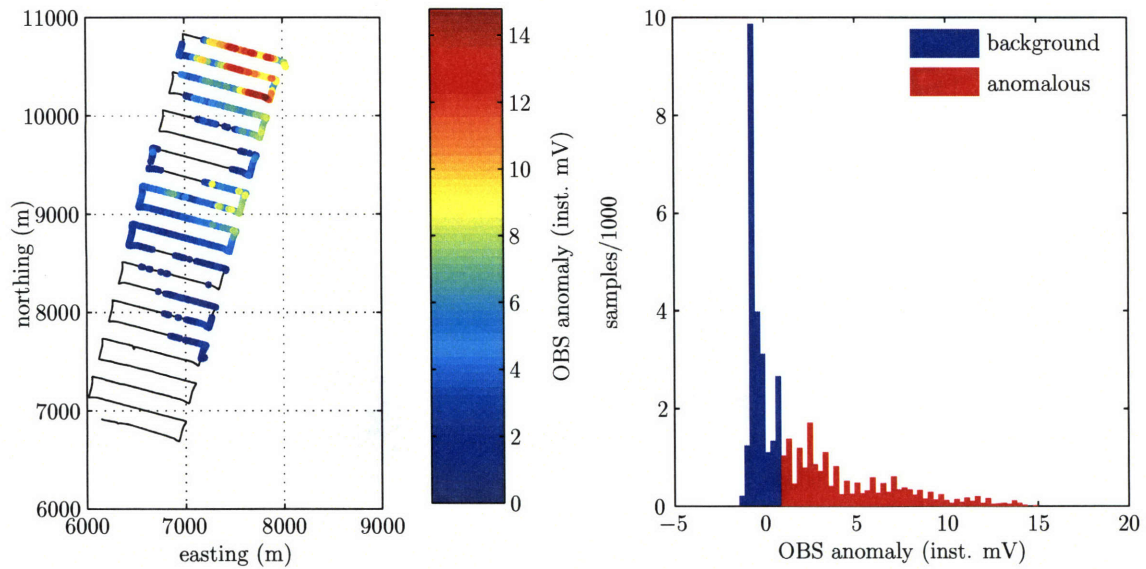 11000
10000
9000
8000
7000
6000
northing (m)
6000 7000 8000 9000
easting (m)
14
12
10
8
6
4
2
0
OBS anomaly (inst. mV)
10
8
6
4
2
0
samples/1000
background
anomalous
−5 0 5 10 15 20
OBS anomaly (inst. mV)